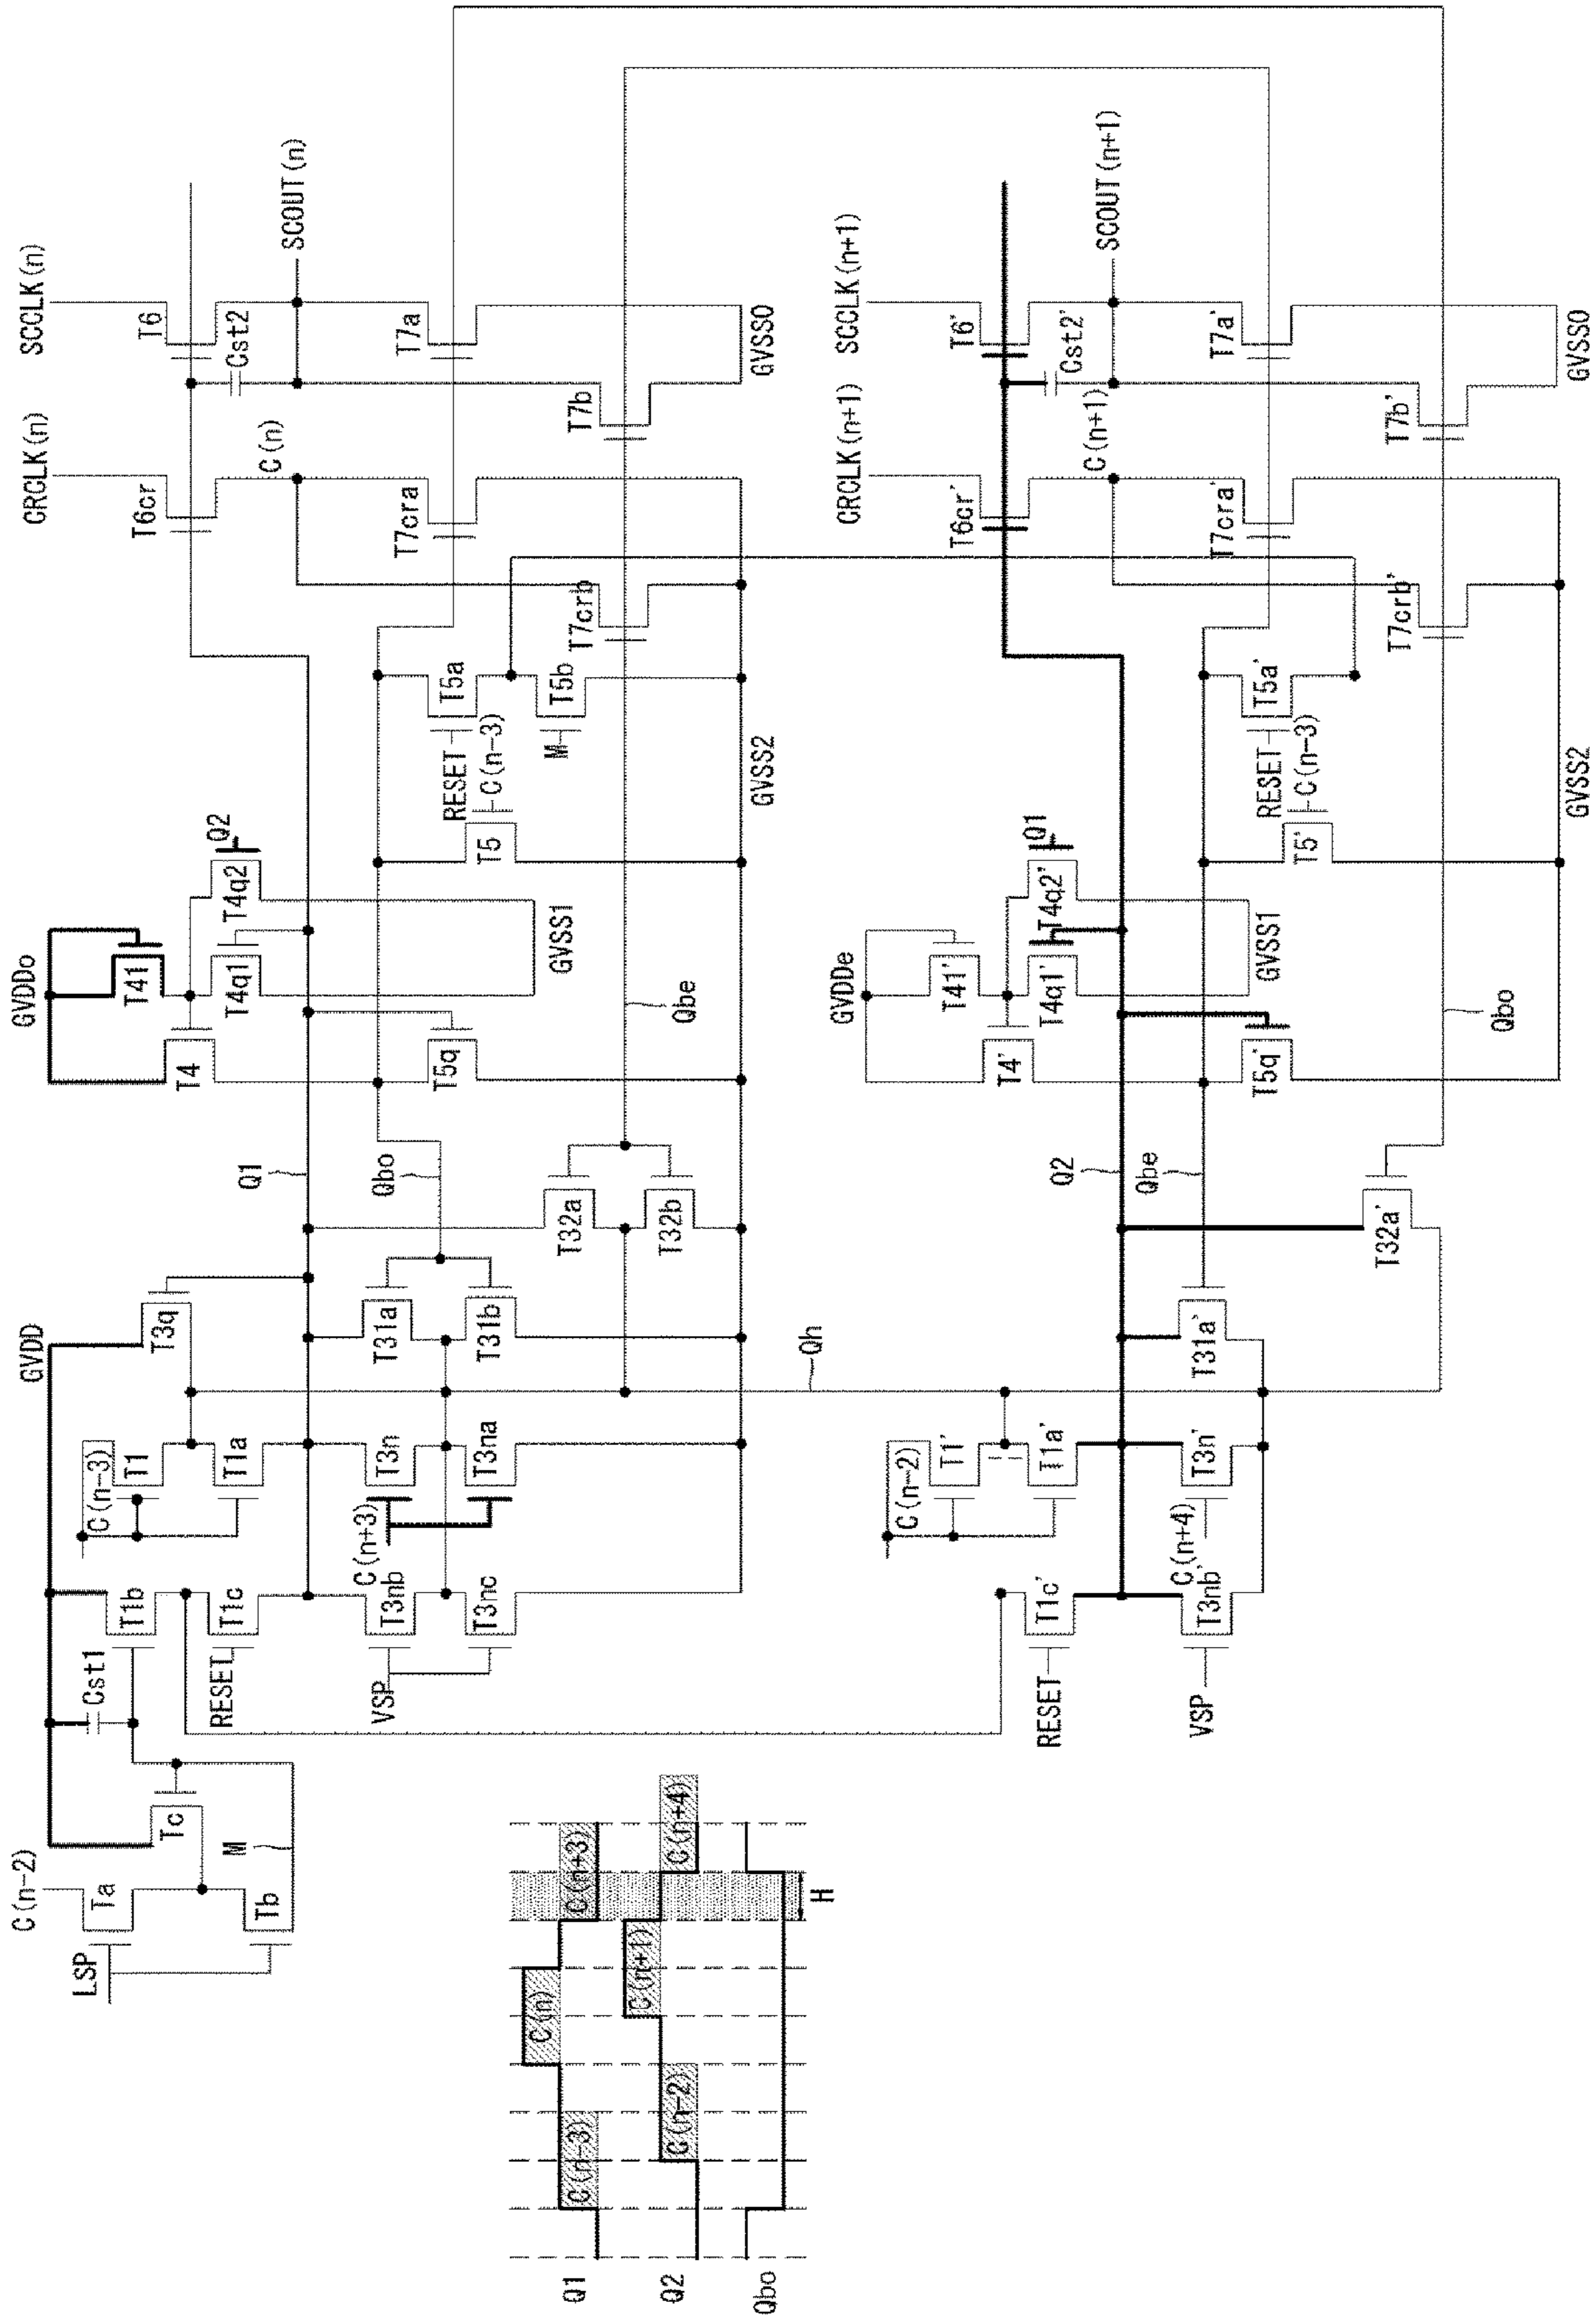 C(n-2)
LSP
Ta
Tb
Tc
M
Cst1
GVDD
T1b
T1c
RESET
C(n-3)
T1
T1a
T3q
C(n+3)
T3nb
T3nc
VSP
T3n
T3na
T31a
T31b
T32a
T32b
Q1
Qbo
Qh
GVDDo
T4
T41
T4q1
T4q2
Q2
T5q
GVSS1
Qbe
T5
RESET
C(n-3)
T5a
T5b
M
GVSS2
CRCLK(n)
T6cr
C(n)
T7cra
T7crb
SCCLK(n)
T6
Cst2
SCOUT(n)
T7a
T7b
GVSS0
C(n-2)
T1'
T1a'
RESET
T1c'
VSP
T3nb'
C(n+4)
T3n'
T31a'
T32a'
Q2
Qbe
GVDDe
T4'
T41'
T4q1'
T4q2'
Q1
T5q'
GVSS1
Qbo
T5'
RESET
C(n-3)
T5a'
GVSS2
CRCLK(n+1)
T6cr'
C(n+1)
T7cra'
T7crb'
SCCLK(n+1)
T6'
Cst2'
SCOUT(n+1)
T7a'
T7b'
GVSS0
Q1
C(n-3)
C(n)
C(n+3)
Q2
C(n-2)
C(n+1)
C(n+4)
Qbo
H